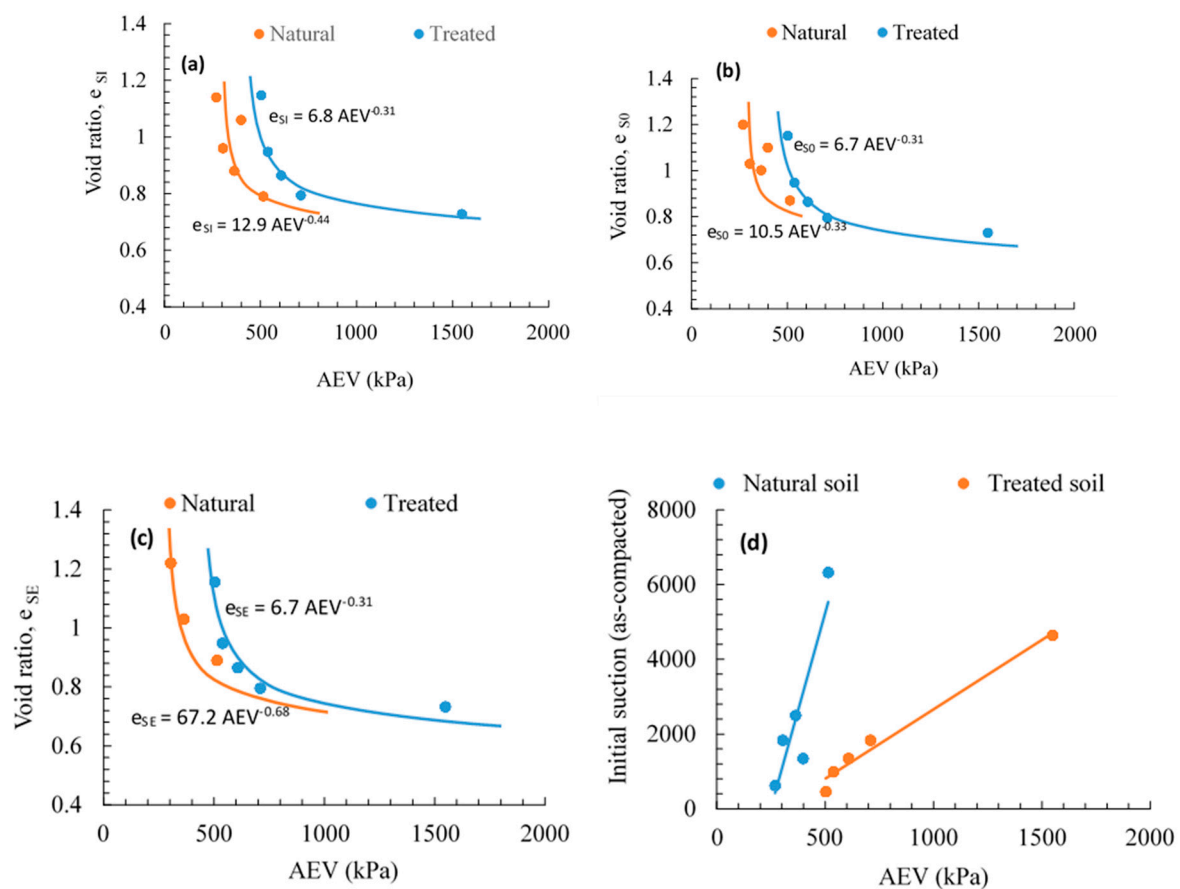 Natural Treated
(a)
1.4
1.2
1
0.8
0.6
0.4
Void ratio, e SI
eSI = 6.8 AEV-0.31
eSI = 12.9 AEV-0.44
0 500 1000 1500 2000
AEV (kPa)
Natural Treated
(b)
1.4
1.2
1
0.8
0.6
0.4
Void ratio, e S0
eS0 = 6.7 AEV-0.31
eS0 = 10.5 AEV-0.33
0 500 1000 1500 2000
AEV (kPa)
Natural Treated
(c)
1.4
1.2
1
0.8
0.6
0.4
Void ratio, e SE
eSE = 6.7 AEV-0.31
eSE = 67.2 AEV-0.68
0 500 1000 1500 2000
AEV (kPa)
Natural soil Treated soil
(d)
8000
6000
4000
2000
0
Initial suction (as-compacted)
0 500 1000 1500 2000
AEV (kPa)